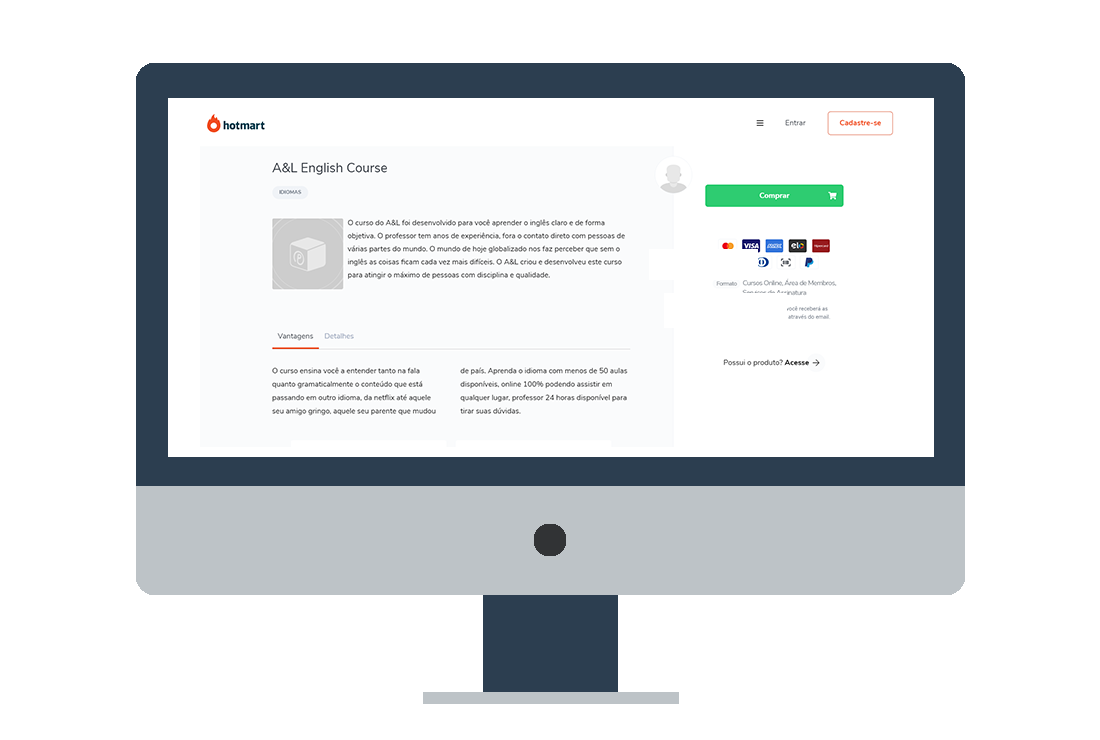 hotmart
Entrar
Cadastre-se
A&L English Course
IDIOMAS
O curso do A&L foi desenvolvido para você aprender o inglês claro e de forma
objetiva. O professor tem anos de experiência, fora o contato direto com pessoas de
várias partes do mundo. O mundo de hoje globalizado nos faz perceber que sem o
inglês as coisas ficam cada vez mais difíceis. O A&L criou e desenvolveu este curso
para atingir o máximo de pessoas com disciplina e qualidade.
Vantagens
Detalhes
O curso ensina você a entender tanto na fala
quanto gramaticalmente o conteúdo que está
passando em outro idioma, da netflix até aquele
seu amigo gringo, aquele seu parente que mudou
de país. Aprenda o idioma com menos de 50 aulas
disponíveis, online 100% podendo assistir em
qualquer lugar, professor 24 horas disponível para
tirar suas dúvidas.
Comprar
VISA
elo
Formato
Cursos Online, Área de Membros,
Serviços de Assinatura
você receberá as
através do email.
Possui o produto? Acesse